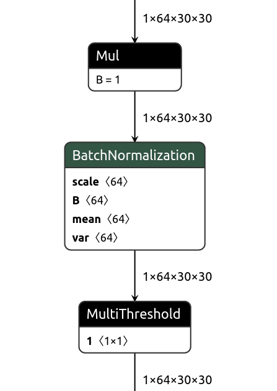 1×64×30×30
Mul
B = 1
1×64×30×30
BatchNormalization
scale〈64〉
B〈64〉
mean〈64〉
var〈64〉
1×64×30×30
MultiThreshold
1〈1×1〉
1×64×30×30